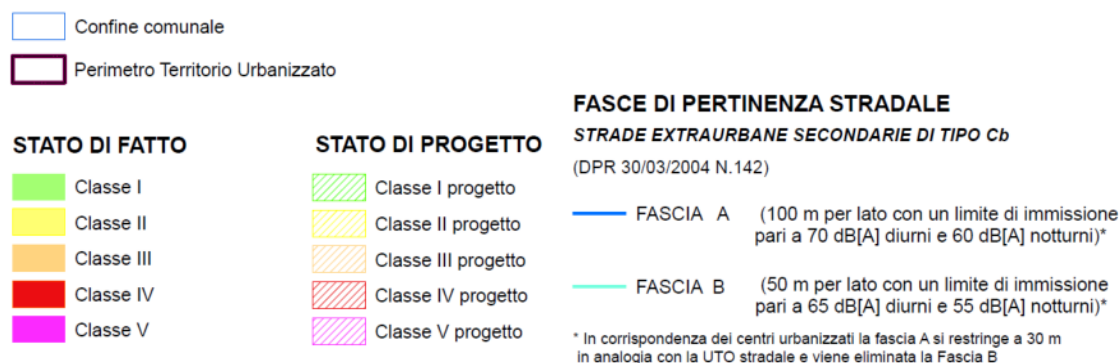 Confine comunale
Perimetro Territorio Urbanizzato
STATO DI FATTO
Classe I
Classe II
Classe III
Classe IV
Classe V
STATO DI PROGETTO
Classe I progetto
Classe II progetto
Classe III progetto
Classe IV progetto
Classe V progetto
FASCE DI PERTINENZA STRADALE
STRADE EXTRAURBANE SECONDARIE DI TIPO Cb
(DPR 30/03/2004 N.142)
FASCIA A (100 m per lato con un limite di immissione
pari a 70 dB[A] diurni e 60 dB[A] notturni)*
FASCIA B (50 m per lato con un limite di immissione
pari a 65 dB[A] diurni e 55 dB[A] notturni)*
* In corrispondenza dei centri urbanizzati la fascia A si restringe a 30 m
in analogia con la UTO stradale e viene eliminata la Fascia B